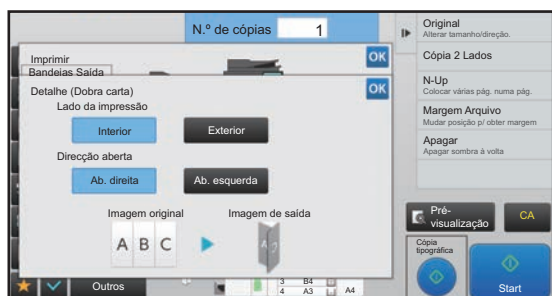 N.º de cópias 1
Imprimir
OK
Bandejas Saída
Detalhe (Dobra carta)
OK
Lado da impressão
Interior
Exterior
Direcção aberta
Ab. direita
Ab. esquerda
Imagem original
Imagem de saída
A B C
Outros
3 B4
4 A3
A4
Original
Alterar tamanho/direção.
Cópia 2 Lados
N-Up
Colocar várias pág. numa pág.
Margem Arquivo
Mudar posição p/ obter margem
Apagar
Apagar sombra à volta
Pré-
visualização
CA
Cópia
tipográfica
Start